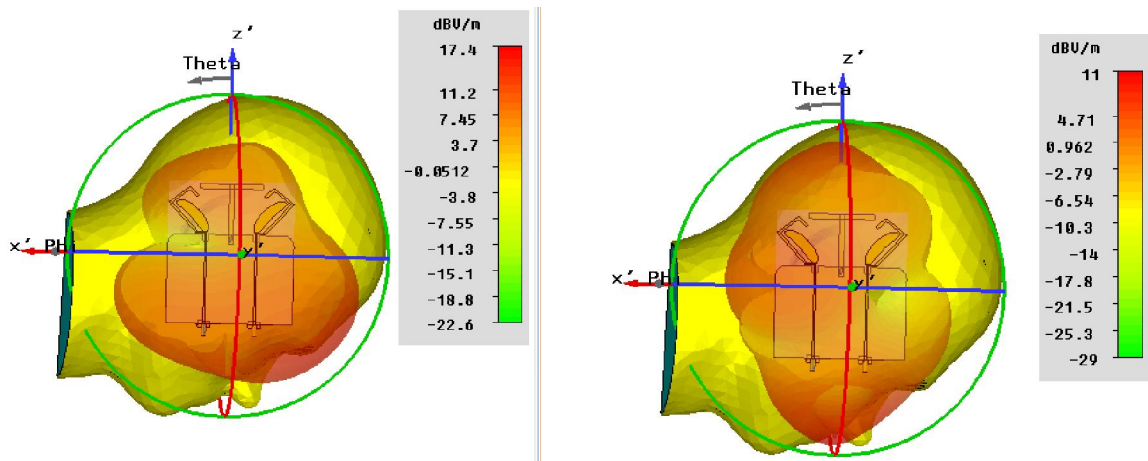 z'
Theta
x' Phi
y'
dBV/m
17.4
11.2
7.45
3.7
-0.0512
-3.8
-7.55
-11.3
-15.1
-18.8
-22.6
z'
Theta
x' Phi
y'
dBV/m
11
4.71
0.962
-2.79
-6.54
-10.3
-14
-17.8
-21.5
-25.3
-29